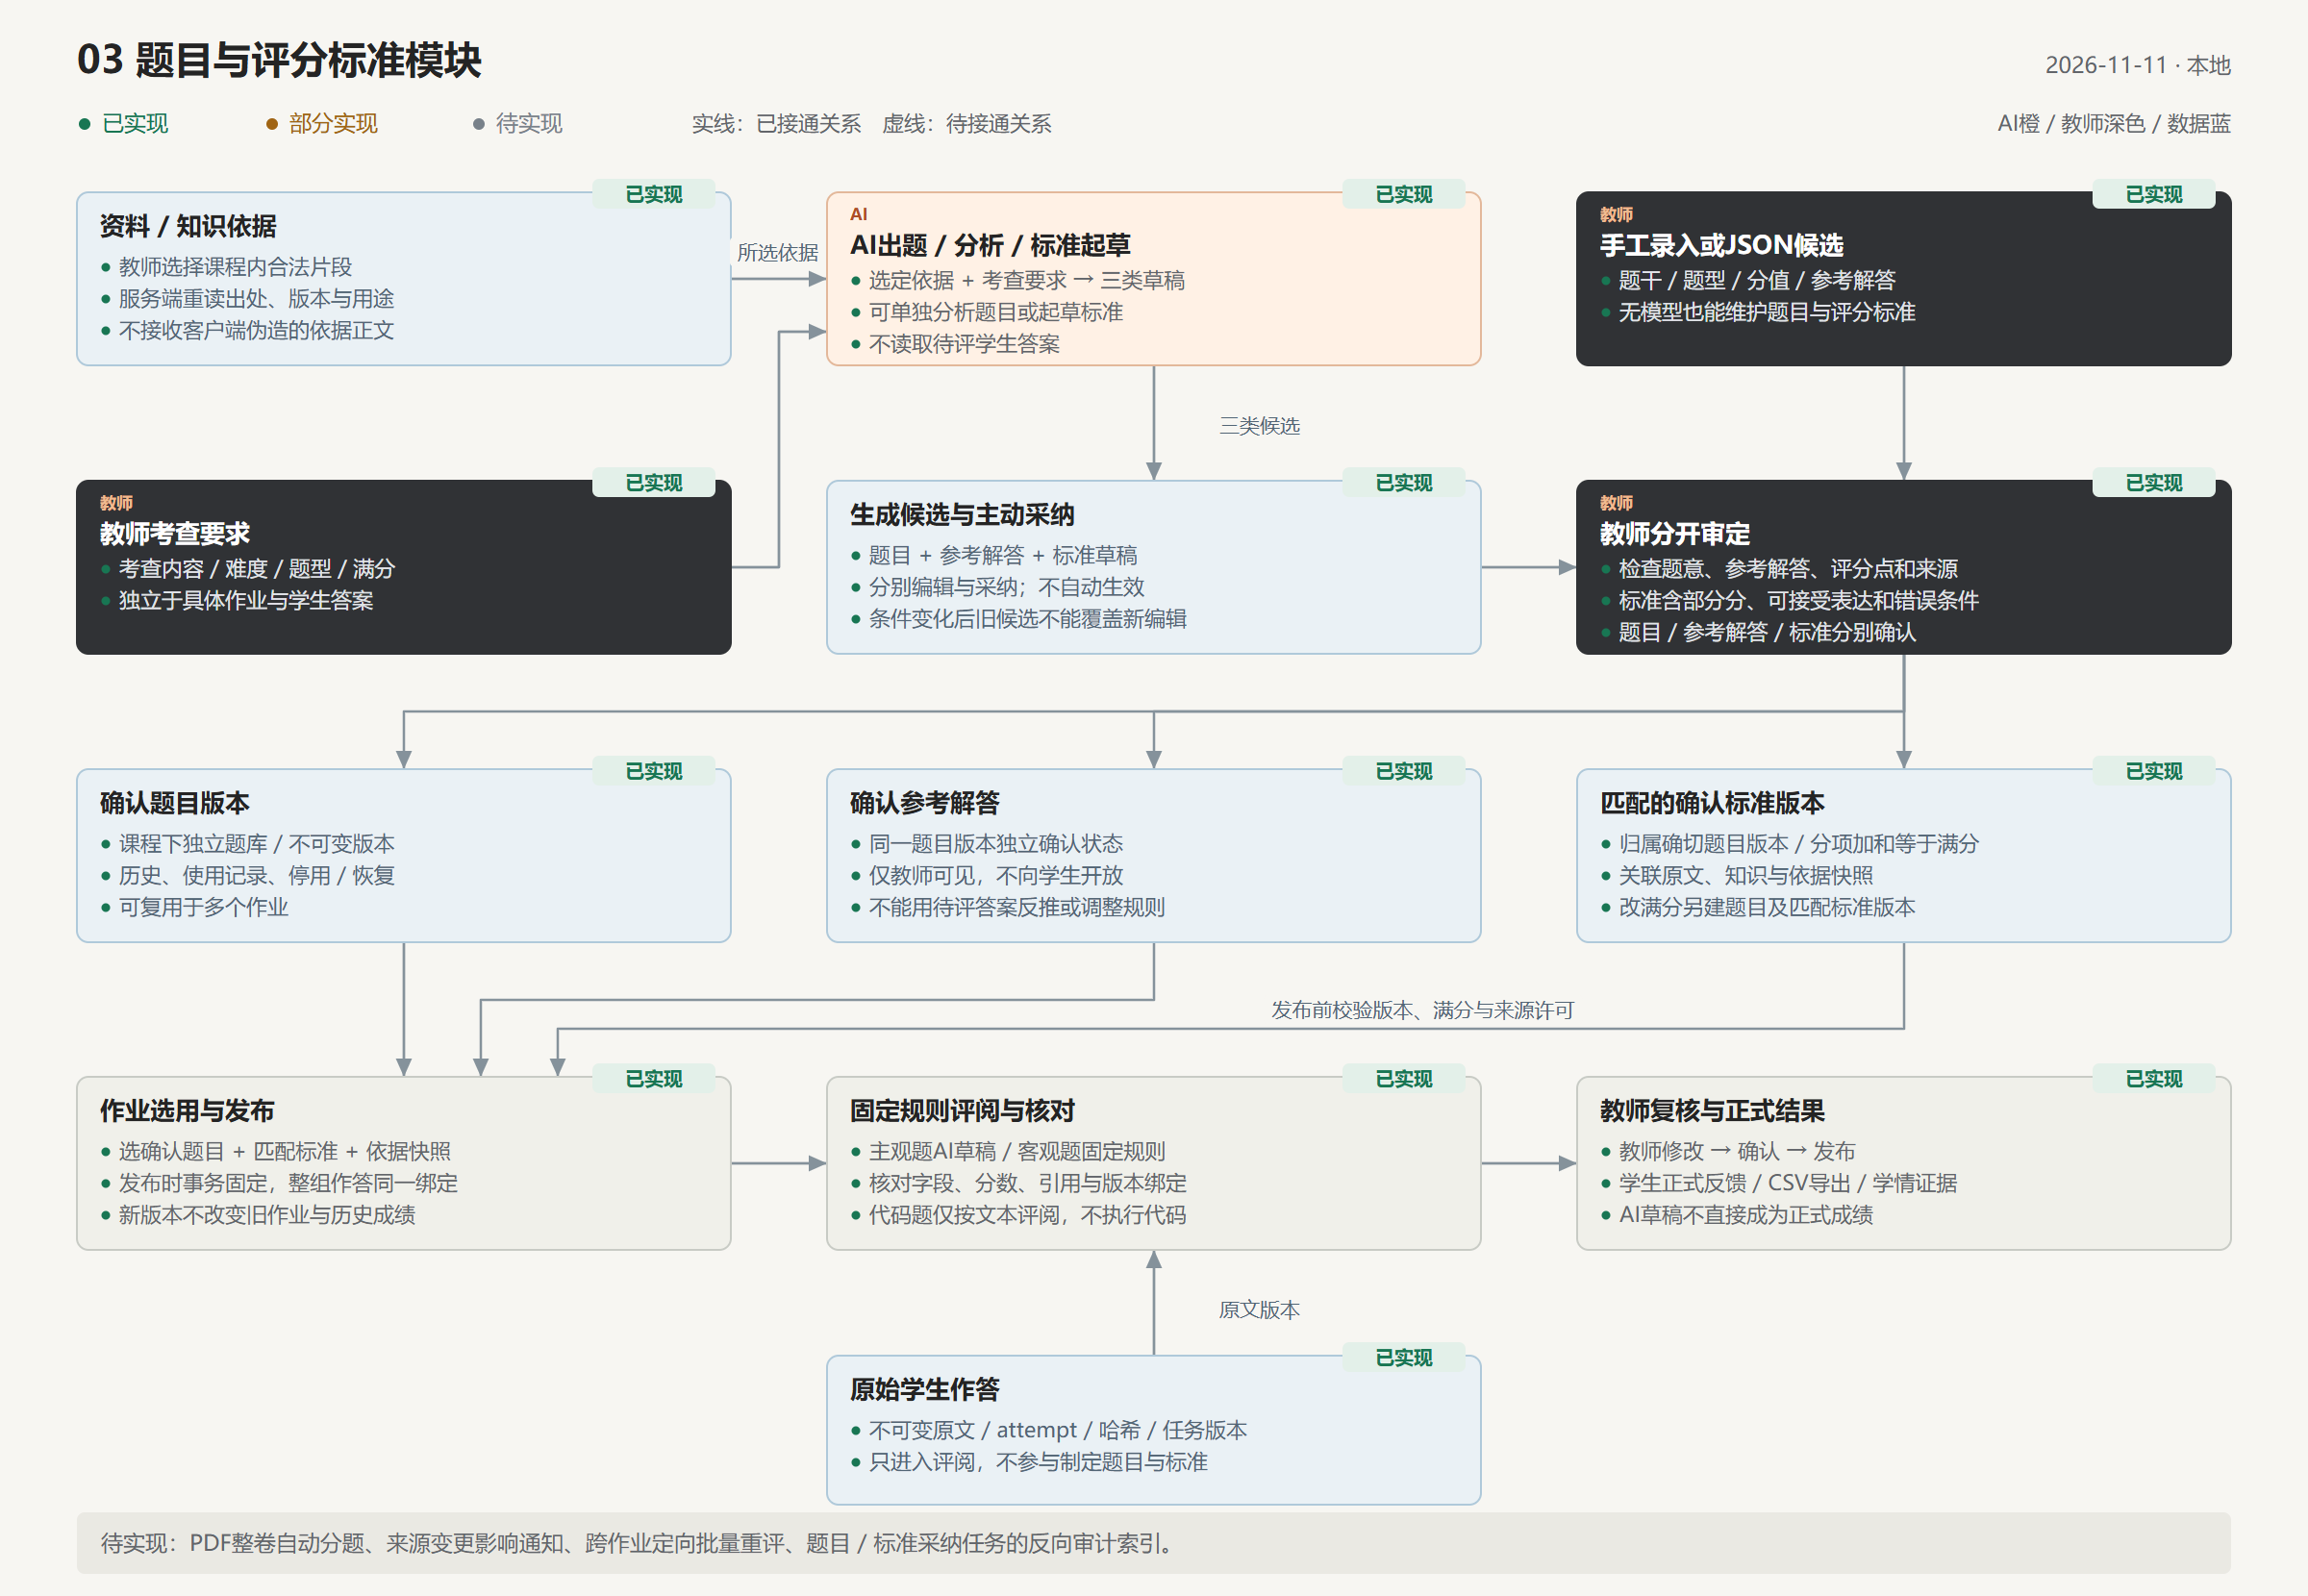 03 题目与评分标准模块
2026-11-11 · 本地
已实现
部分实现
待实现
实线：已接通关系 虚线：待接通关系
AI橙 / 教师深色 / 数据蓝
已实现
资料 / 知识依据
教师选择课程内合法片段
服务端重读出处、版本与用途
不接收客户端伪造的依据正文
所选依据
已实现
AI
AI出题 / 分析 / 标准起草
选定依据 + 考查要求 → 三类草稿
可单独分析题目或起草标准
不读取待评学生答案
已实现
教师
手工录入或JSON候选
题干 / 题型 / 分值 / 参考解答
无模型也能维护题目与评分标准
三类候选
已实现
教师
教师考查要求
考查内容 / 难度 / 题型 / 满分
独立于具体作业与学生答案
已实现
生成候选与主动采纳
题目 + 参考解答 + 标准草稿
分别编辑与采纳；不自动生效
条件变化后旧候选不能覆盖新编辑
已实现
教师
教师分开审定
检查题意、参考解答、评分点和来源
标准含部分分、可接受表达和错误条件
题目 / 参考解答 / 标准分别确认
已实现
确认题目版本
课程下独立题库 / 不可变版本
历史、使用记录、停用 / 恢复
可复用于多个作业
已实现
确认参考解答
同一题目版本独立确认状态
仅教师可见，不向学生开放
不能用待评答案反推或调整规则
已实现
匹配的确认标准版本
归属确切题目版本 / 分项加和等于满分
关联原文、知识与依据快照
改满分另建题目及匹配标准版本
发布前校验版本、满分与来源许可
已实现
作业选用与发布
选确认题目 + 匹配标准 + 依据快照
发布时事务固定，整组作答同一绑定
新版本不改变旧作业与历史成绩
已实现
固定规则评阅与核对
主观题AI草稿 / 客观题固定规则
核对字段、分数、引用与版本绑定
代码题仅按文本评阅，不执行代码
已实现
教师复核与正式结果
教师修改 → 确认 → 发布
学生正式反馈 / CSV导出 / 学情证据
AI草稿不直接成为正式成绩
原文版本
已实现
原始学生作答
不可变原文 / attempt / 哈希 / 任务版本
只进入评阅，不参与制定题目与标准
待实现：PDF整卷自动分题、来源变更影响通知、跨作业定向批量重评、题目 / 标准采纳任务的反向审计索引。